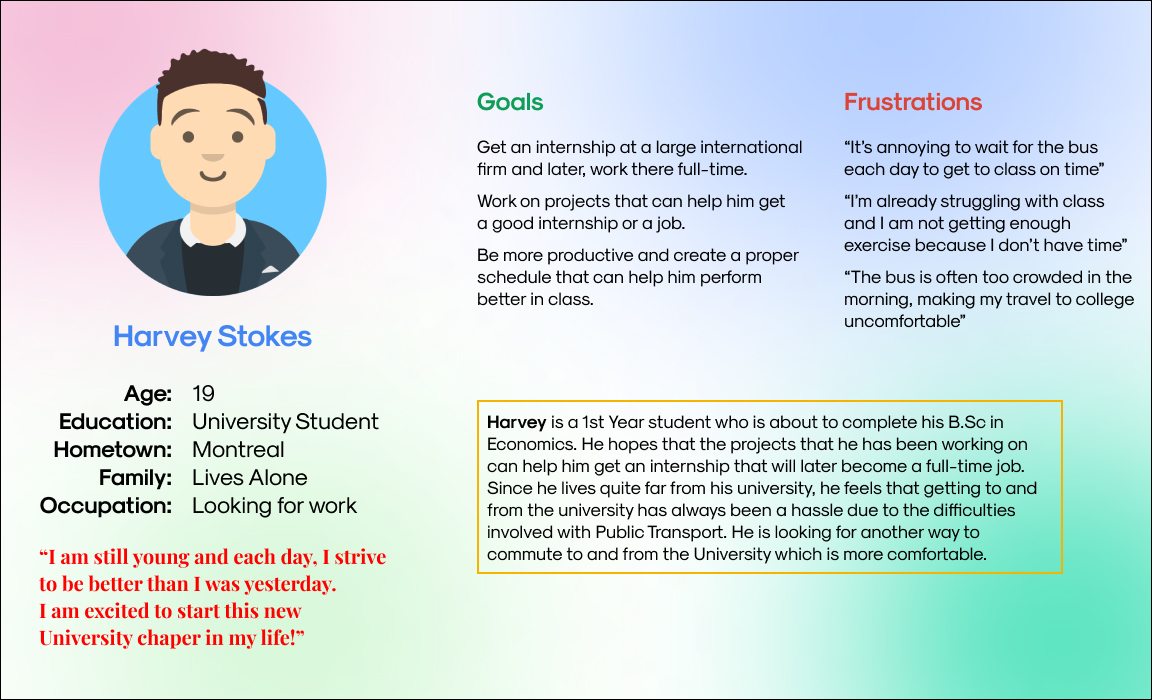 Harvey Stokes
Age: 19
Education: University Student
Hometown: Montreal
Family: Lives Alone
Occupation: Looking for work
“I am still young and each day, I strive
to be better than I was yesterday.
I am excited to start this new
University chaper in my life!”
Goals
Get an internship at a large international
firm and later, work there full-time.
Work on projects that can help him get
a good internship or a job.
Be more productive and create a proper
schedule that can help him perform
better in class.
Frustrations
“It’s annoying to wait for the bus
each day to get to class on time”
“I’m already struggling with class
and I am not getting enough
exercise because I don’t have time”
“The bus is often too crowded in the
morning, making my travel to college
uncomfortable”
Harvey is a 1st Year student who is about to complete his B.Sc in
Economics. He hopes that the projects that he has been working on
can help him get an internship that will later become a full-time job.
Since he lives quite far from his university, he feels that getting to and
from the university has always been a hassle due to the difficulties
involved with Public Transport. He is looking for another way to
commute to and from the University which is more comfortable.